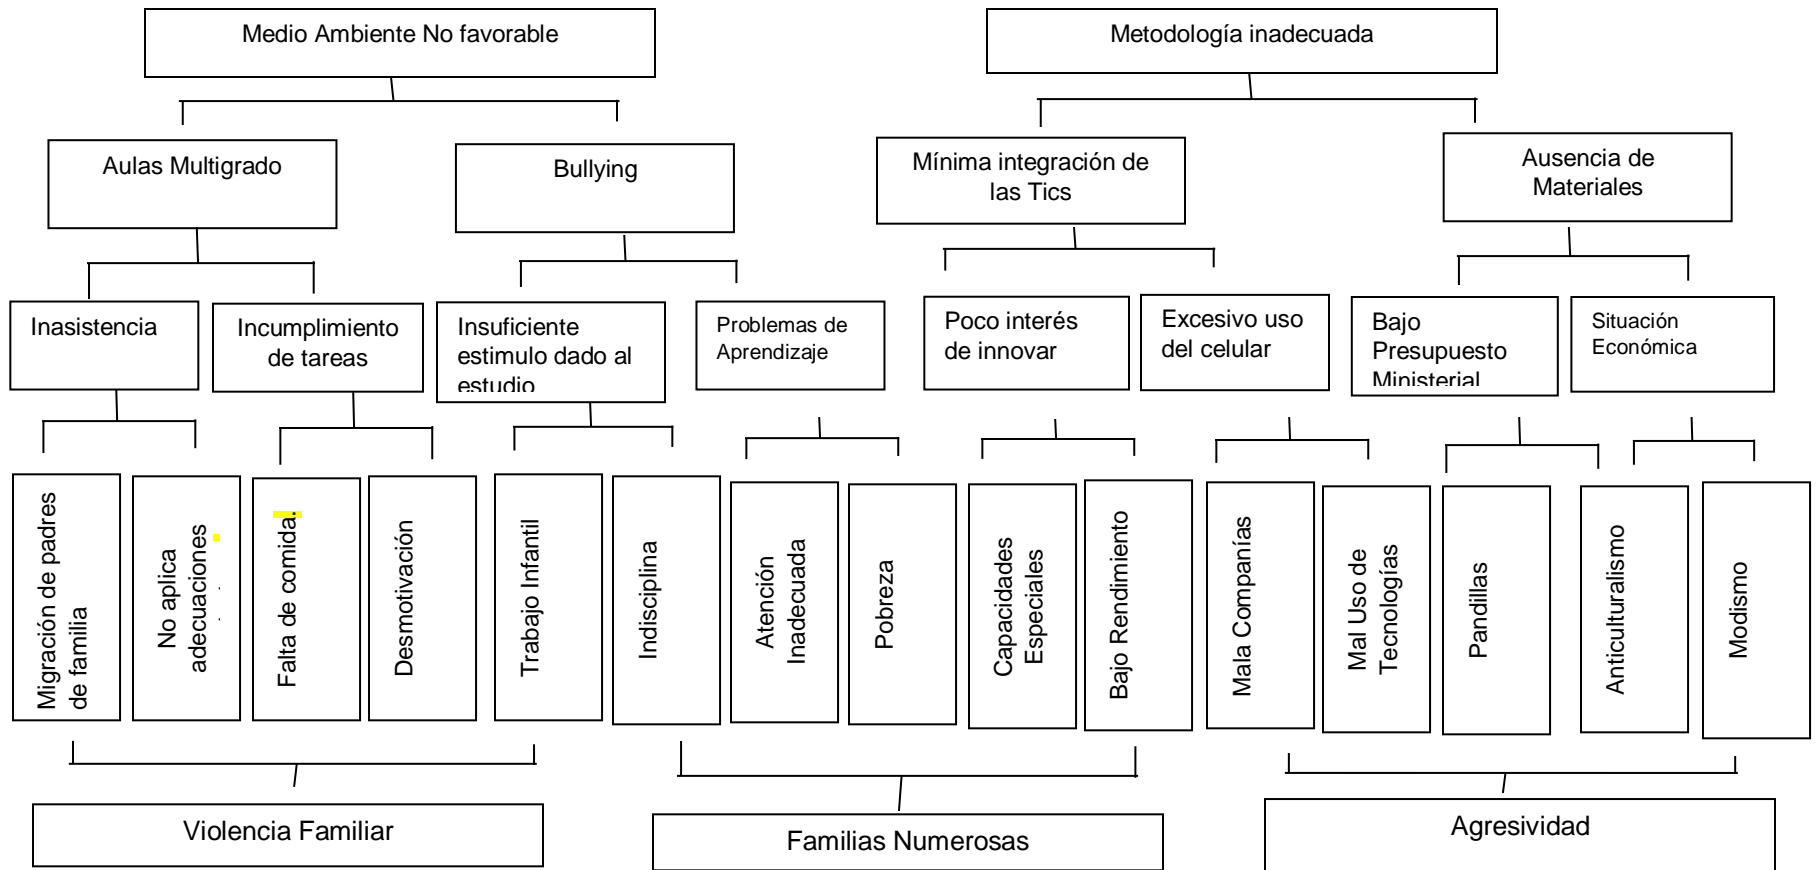 Medio Ambiente No favorable
Metodología inadecuada
Aulas Multigrado
Bullying
Mínima integración de
las Tics
Ausencia de
Materiales
Inasistencia
Incumplimiento
de tareas
Insuficiente
estimulo dado al
estudio
Problemas de
Aprendizaje
Poco interés
de innovar
Excesivo uso
del celular
Bajo
Presupuesto
Ministerial
Situación
Económica
Migración de padres
de familia
No aplica
adecuaciones
Falta de comida.
Desmotivación
Trabajo Infantil
Indisciplina
Atención
Inadecuada
Pobreza
Capacidades
Especiales
Bajo Rendimiento
Mala Companías
Mal Uso de
Tecnologías
Pandillas
Anticulturalismo
Modismo
Violencia Familiar
Familias Numerosas
Agresividad